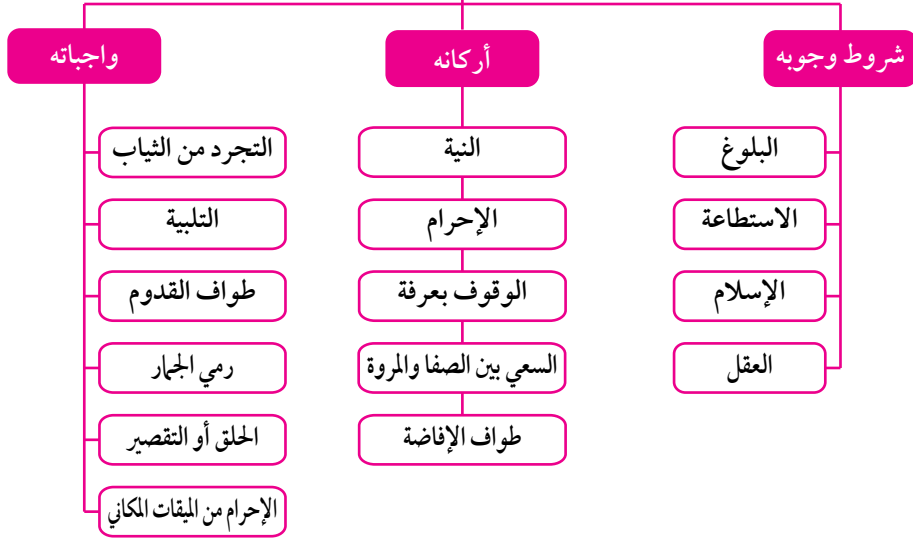 شروط وجوبه
البلوغ
الاستطاعة
الإسلام
العقل
أركانه
النية
الإحرام
الوقوف بعرفة
السعي بين الصفا والمروة
طواف الإفاضة
واجباته
التجرد من الثياب
التلبية
طواف القدوم
رمي الجمار
الحلق أو التقصير
الإحرام من الميقات المكاني